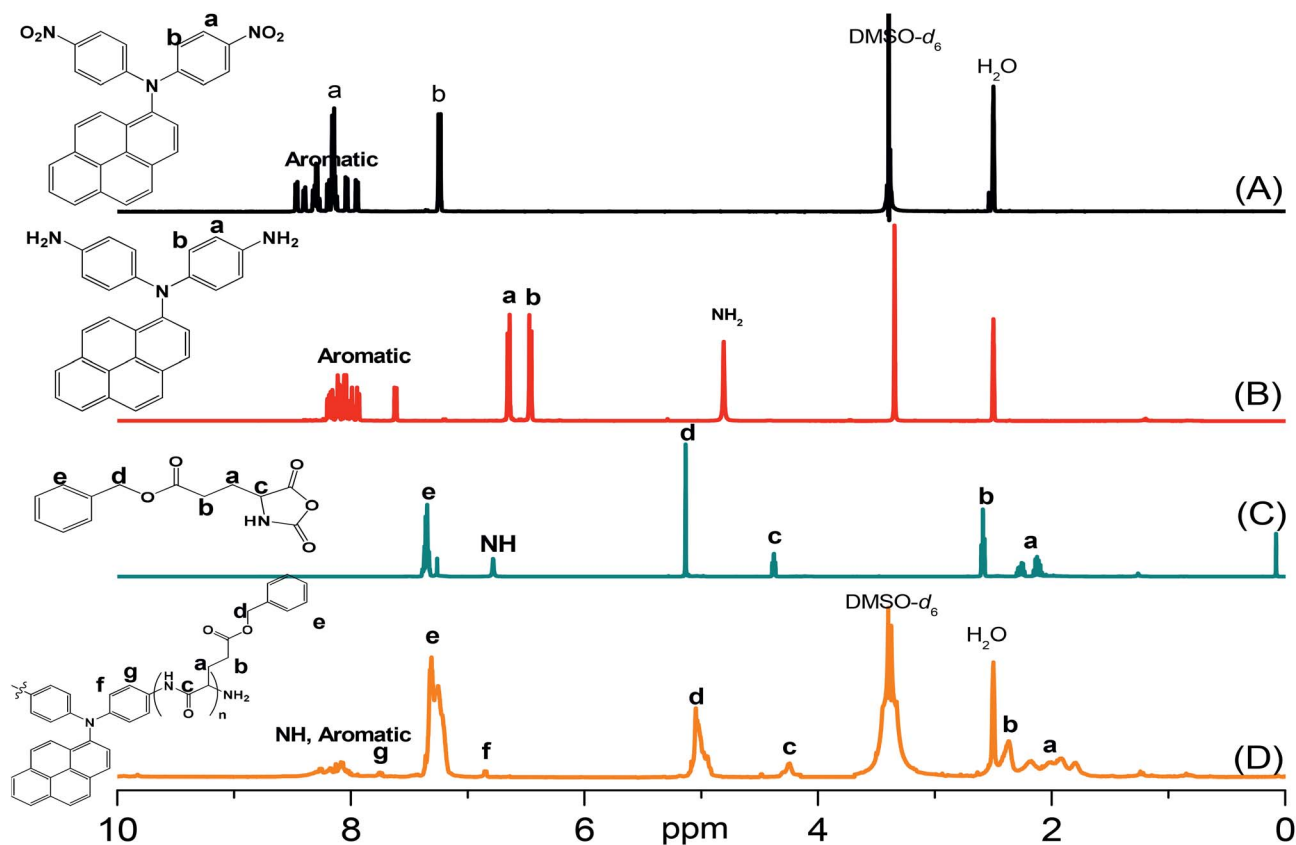 O₂N
a
b
NO₂
N
a
b
Aromatic
DMSO-d₆
H₂O
(A)
H₂N
b
a
NH₂
N
Aromatic
a
b
NH₂
(B)
e
d
O
O
a
b
c
O
O
HN
O
e
NH
d
c
b
a
(C)
d
e
O
O
a
b
g
f
H
N
c
O
n
NH₂
N
NH, Aromatic
g
e
f
d
c
DMSO-d₆
H₂O
b
a
(D)
10
8
6
ppm
4
2
0